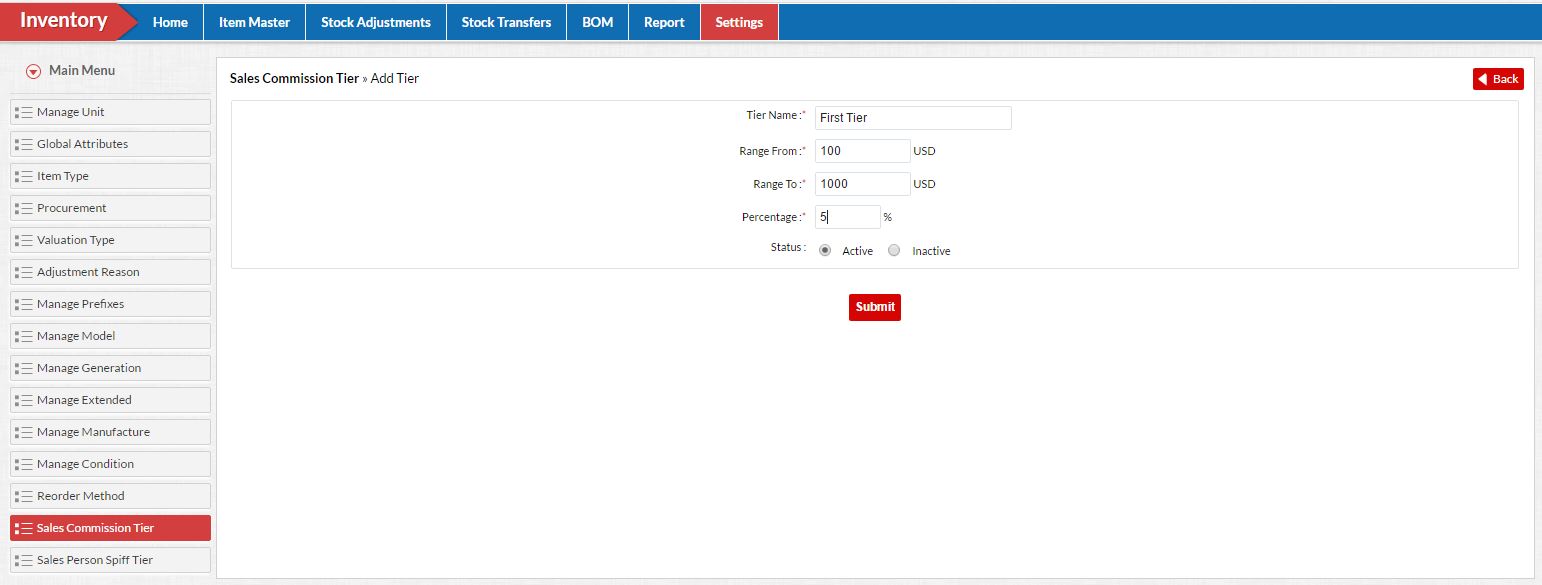 Inventory
Home
Item Master
Stock Adjustments
Stock Transfers
BOM
Report
Settings
Main Menu
Manage Unit
Global Attributes
Item Type
Procurement
Valuation Type
Adjustment Reason
Manage Prefixes
Manage Model
Manage Generation
Manage Extended
Manage Manufacture
Manage Condition
Reorder Method
Sales Commission Tier
Sales Person Spiff Tier
Sales Commission Tier » Add Tier
Back
Tier Name :* First Tier
Range From :* 100 USD
Range To :* 1000 USD
Percentage :* 5 %
Status : Active Inactive
Submit